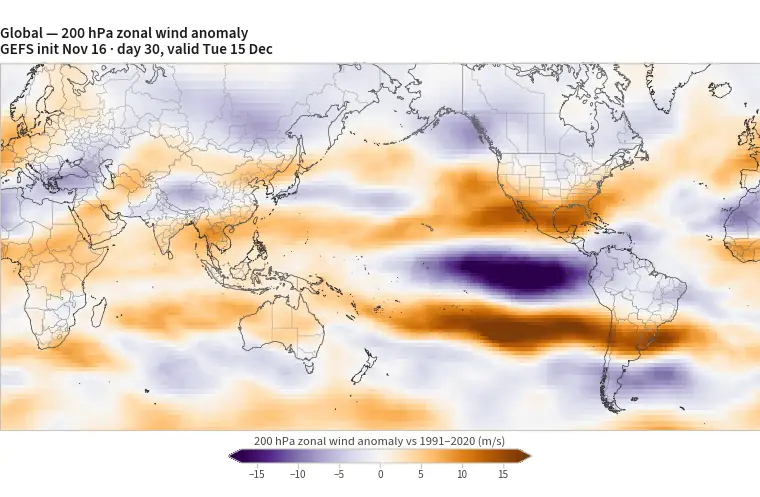 Global — 200 hPa zonal wind anomaly
GEFS init Nov 16 · day 30, valid Tue 15 Dec
200 hPa zonal wind anomaly vs 1991–2020 (m/s)
−15 −10 −5 0 5 10 15